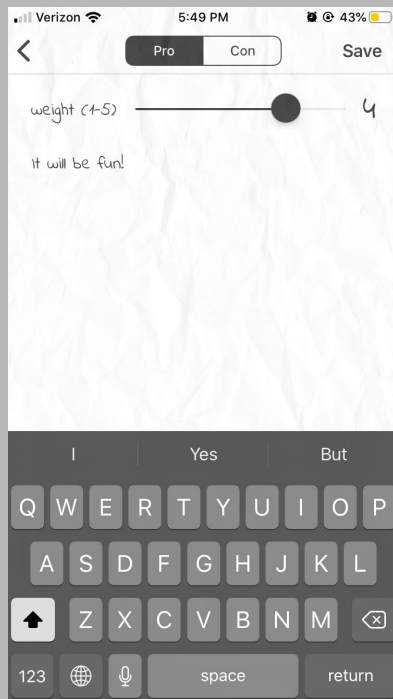 Verizon 5:49 PM 43%
Pro Con Save
weight (1-5) 4
It will be fun!
I Yes But
Q W E R T Y U I O P
A S D F G H J K L
Z X C V B N M
123 space return